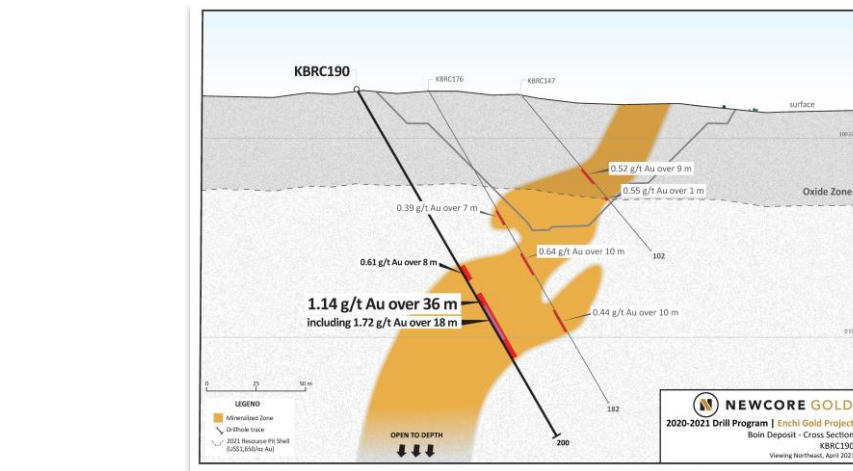 KBRC190
KBRC176
KBRC147
surface
0.52 g/t Au over 9 m
0.55 g/t Au over 1 m
Oxide Zone
0.39 g/t Au over 7 m
0.64 g/t Au over 10 m
102
0.61 g/t Au over 8 m
1.14 g/t Au over 36 m
including 1.72 g/t Au over 18 m
0.44 g/t Au over 10 m
0 25 50 m
LEGEND
Mineralized Zone
Drillhole trace
2021 Resource Pit Shell
(US$1,650/oz Au)
182
OPEN TO DEPTH
200
N NEWCORE GOLD
2020-2021 Drill Program | Enchi Gold Project
Boin Deposit - Cross Section
KBRC190
Viewing Northeast, April 2021